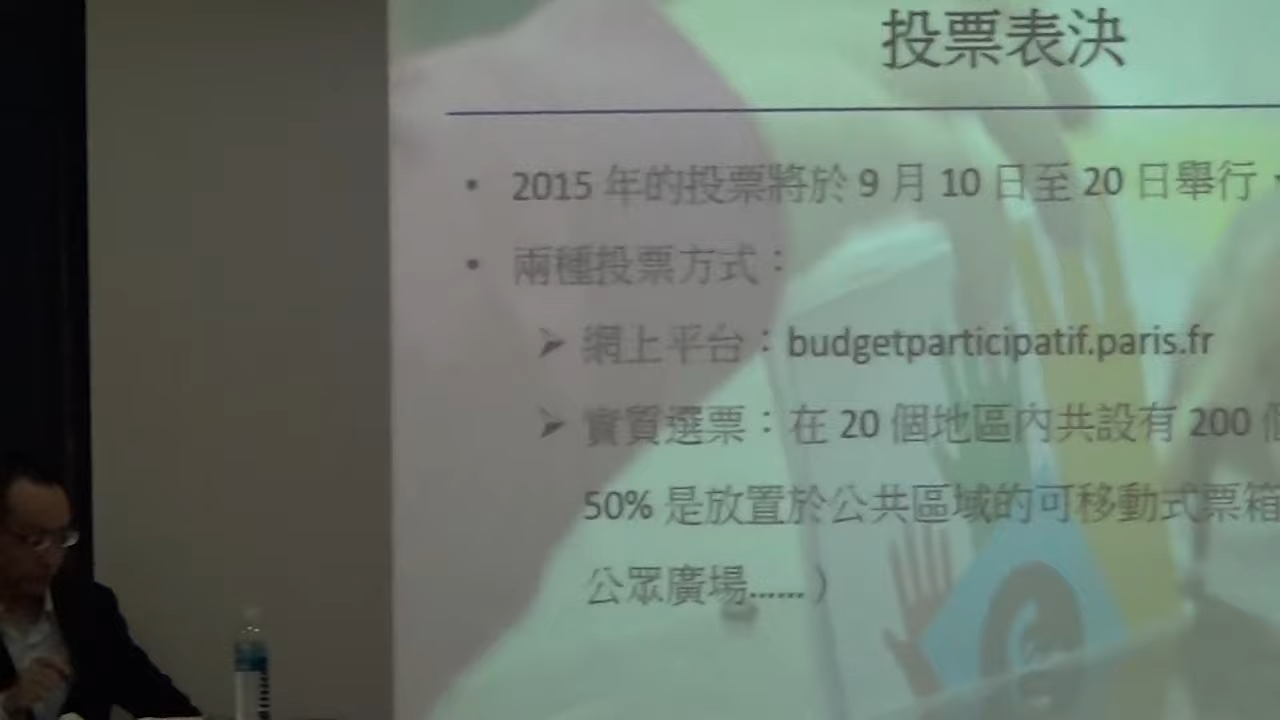 投票表決
• 2015 年的投票將於 9 月 10 日至 20 日舉行
• 兩種投票方式：
➢ 網上平台：budgetparticipatif.paris.fr
➢ 實質選票：在 20 個地區內共設有 200
50% 是放置於公共區域的可移動式票箱
公眾廣場......）